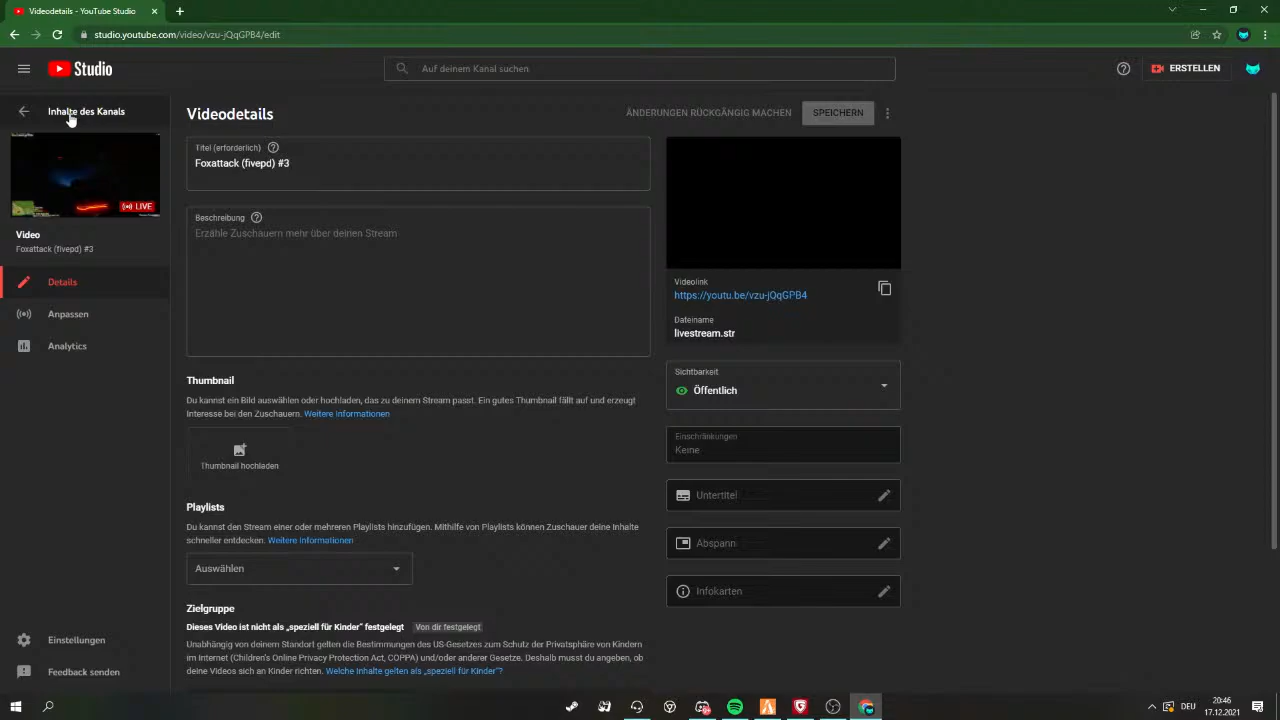 Videodetails - YouTube Studio
studio.youtube.com/video/vzu-jQqGPB4/edit
Studio
Auf deinem Kanal suchen
ERSTELLEN
Inhalte des Kanals
Videodetails
ÄNDERUNGEN RÜCKGÄNGIG MACHEN
SPEICHERN
LIVE
Video
Foxattack (fivepd) #3
Details
Anpassen
Analytics
Einstellungen
Feedback senden
Titel (erforderlich)
Foxattack (fivepd) #3
Beschreibung
Erzähle Zuschauern mehr über deinen Stream
Thumbnail
Du kannst ein Bild auswählen oder hochladen, das zu deinem Stream passt. Ein gutes Thumbnail fällt auf und erzeugt
Interesse bei den Zuschauern. Weitere Informationen
Thumbnail hochladen
Playlists
Du kannst den Stream einer oder mehreren Playlists hinzufügen. Mithilfe von Playlists können Zuschauer deine Inhalte
schneller entdecken. Weitere Informationen
Auswählen
Zielgruppe
Dieses Video ist nicht als „speziell für Kinder“ festgelegt Von dir festgelegt
Unabhängig von deinem Standort gelten die Bestimmungen des US-Gesetzes zum Schutz der Privatsphäre von Kindern
im Internet (Children's Online Privacy Protection Act, COPPA) und/oder anderer Gesetze. Deshalb musst du angeben, ob
deine Videos sich an Kinder richten. Welche Inhalte gelten als „speziell für Kinder“?
Videolink
https://youtu.be/vzu-jQqGPB4
Dateiname
livestream.str
Sichtbarkeit
Öffentlich
Einschränkungen
Keine
Untertitel
Abspann
Infokarten
DEU
20:46
17.12.2021